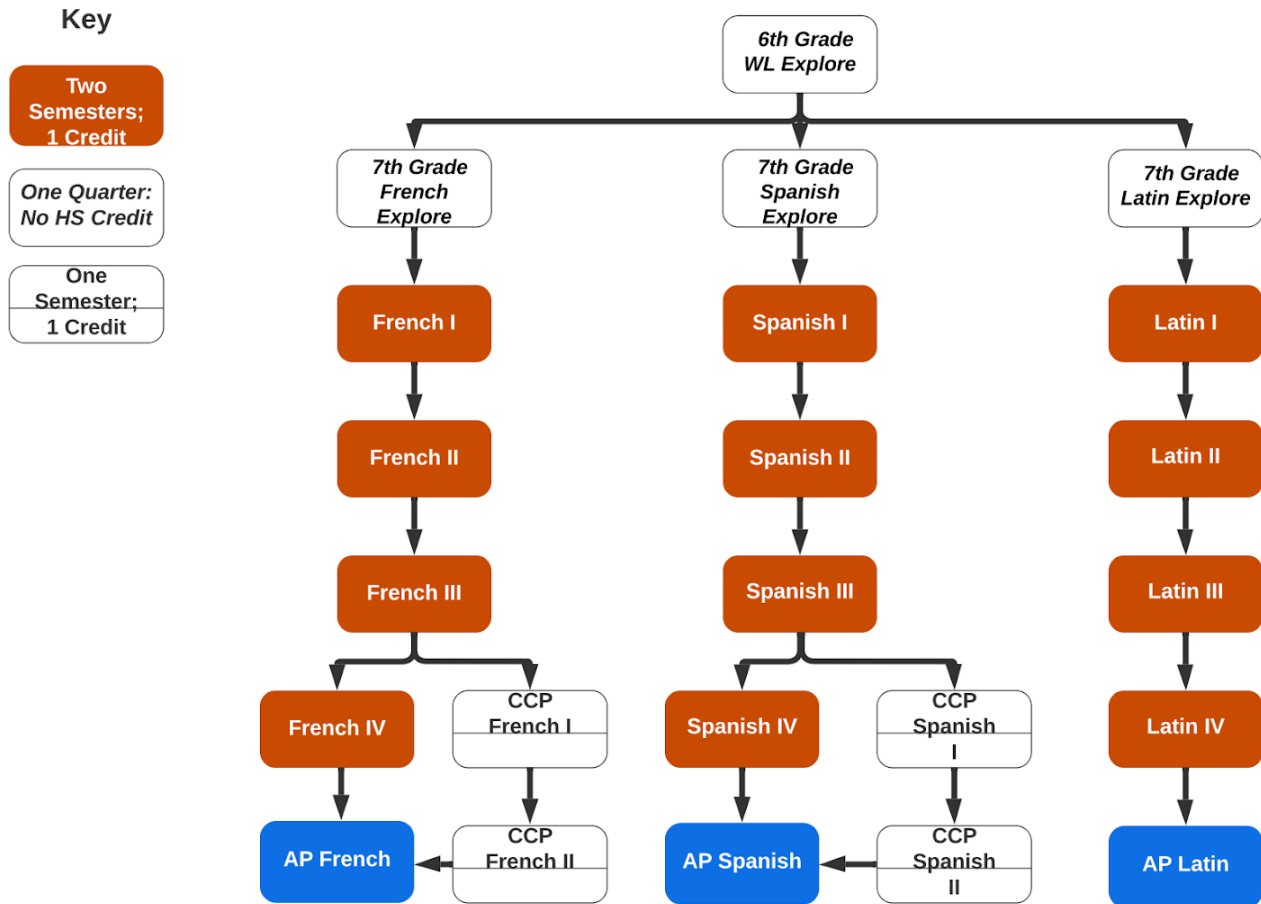 Key
Two
Semesters;
1 Credit
One Quarter:
No HS Credit
One
Semester;
1 Credit
6th Grade
WL Explore
7th Grade
French
Explore
7th Grade
Spanish
Explore
7th Grade
Latin Explore
French I
Spanish I
Latin I
French II
Spanish II
Latin II
French III
Spanish III
Latin III
French IV
CCP
French I
Spanish IV
CCP
Spanish
I
Latin IV
AP French
CCP
French II
AP Spanish
CCP
Spanish
II
AP Latin